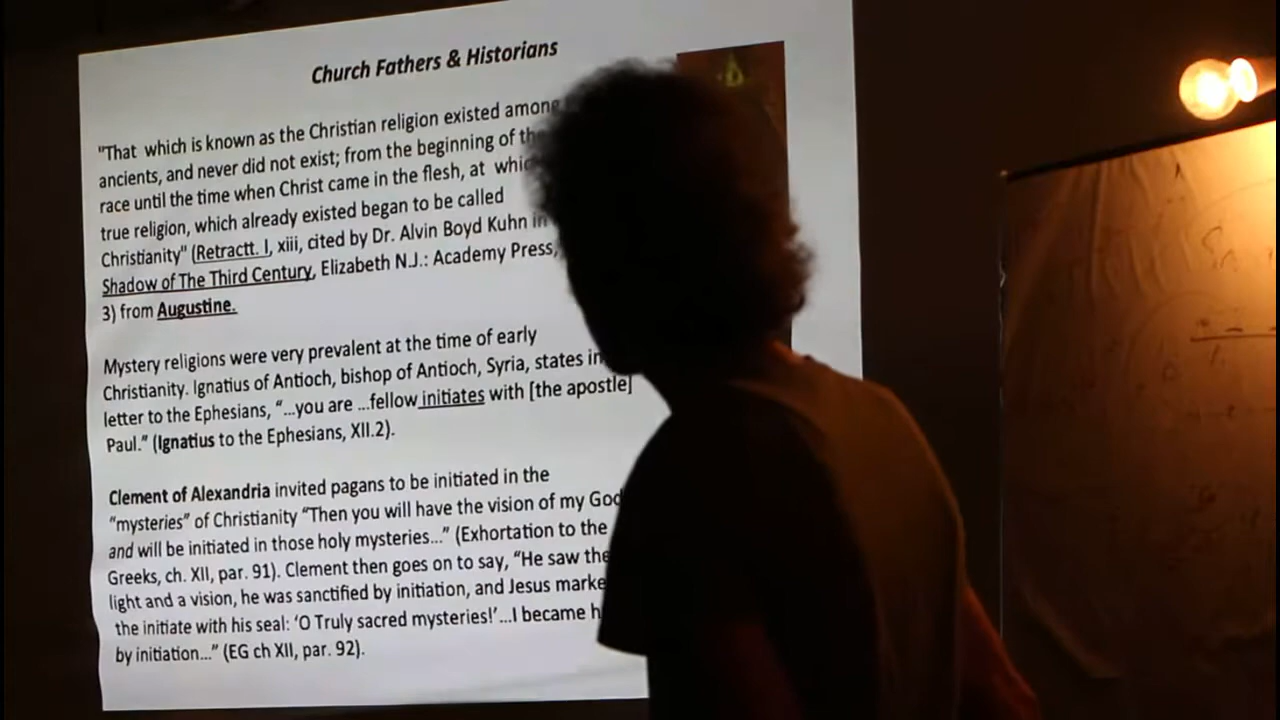 Church Fathers & Historians
"That which is known as the Christian religion existed among
ancients, and never did not exist; from the beginning of the
race until the time when Christ came in the flesh, at
true religion, which already existed began to be called
Christianity" (Retractt. I, xiii, cited by Dr. Alvin Boyd Kuhn in
Shadow of The Third Century, Elizabeth N.J.: Academy Press,
3) from Augustine.
Mystery religions were very prevalent at the time of early
Christianity. Ignatius of Antioch, bishop of Antioch, Syria, states in
letter to the Ephesians, “...you are ...fellow initiates with [the apostle]
Paul.” (Ignatius to the Ephesians, XII.2).
Clement of Alexandria invited pagans to be initiated in the
“mysteries” of Christianity “Then you will have the vision of my God
and will be initiated in those holy mysteries...” (Exhortation to the
Greeks, ch. XII, par. 91). Clement then goes on to say, “He saw the
light and a vision, he was sanctified by initiation, and Jesus
the initiate with his seal: ‘O Truly sacred mysteries!’...I became
by initiation...” (EG ch XII, par. 92).